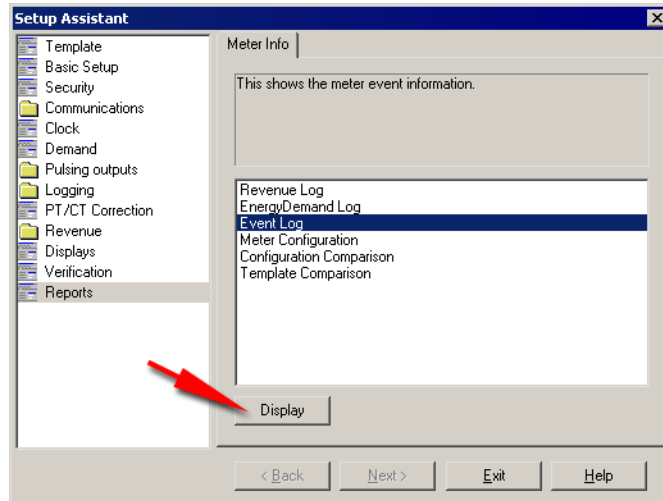 Setup Assistant
Template
Basic Setup
Security
Communications
Clock
Demand
Pulsing outputs
Logging
PT/CT Correction
Revenue
Displays
Verification
Reports
Meter Info
This shows the meter event information.
Revenue Log
EnergyDemand Log
Event Log
Meter Configuration
Configuration Comparison
Template Comparison
Display
< Back Next > Exit Help